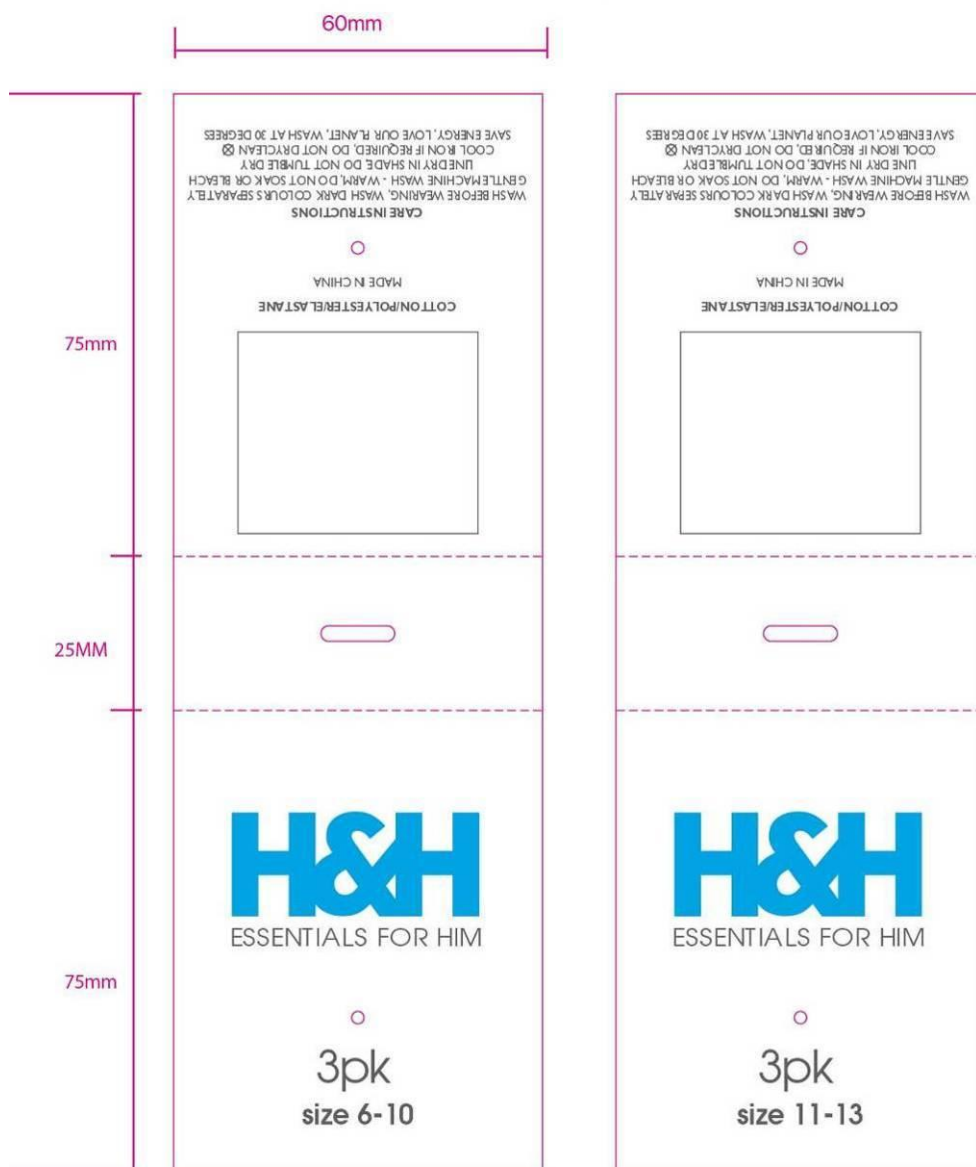 60mm
CARE INSTRUCTIONS
WASH BEFORE WEARING, WASH DARK COLOURS SEPARATELY
GENTLE MACHINE WASH - WARM, DO NOT SOAK OR BLEACH
LINE DRY IN SHADE, DO NOT TUMBLE DRY
COOL IRON IF REQUIRED, DO NOT DRYCLEAN ⊗
SAVE ENERGY, LOVE OUR PLANET, WASH AT 30 DEGREES
COTTON/POLYESTER/ELASTANE
MADE IN CHINA
CARE INSTRUCTIONS
WASH BEFORE WEARING, WASH DARK COLOURS SEPARATELY
GENTLE MACHINE WASH - WARM, DO NOT SOAK OR BLEACH
LINE DRY IN SHADE, DO NOT TUMBLE DRY
COOL IRON IF REQUIRED, DO NOT DRYCLEAN ⊗
SAVE ENERGY, LOVE OUR PLANET, WASH AT 30 DEGREES
COTTON/POLYESTER/ELASTANE
MADE IN CHINA
75mm
25MM
75mm
H&H
ESSENTIALS FOR HIM
3pk
size 6-10
H&H
ESSENTIALS FOR HIM
3pk
size 11-13